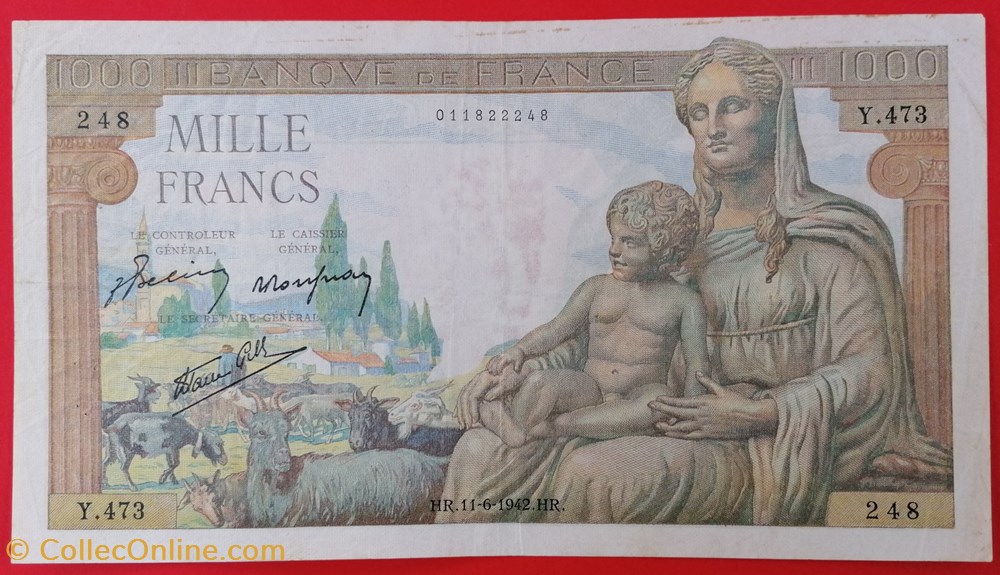 1000 BANQVE DE FRANCE 1000
248
011822248
Y.473
MILLE
FRANCS
LE CONTROLEUR
GÉNÉRAL,
LE CAISSIER
GÉNÉRAL,
LE SECRÉTAIRE-GÉNÉRAL,
Y.473
HR.11-6-1942.HR.
248
© CollecOnline.com